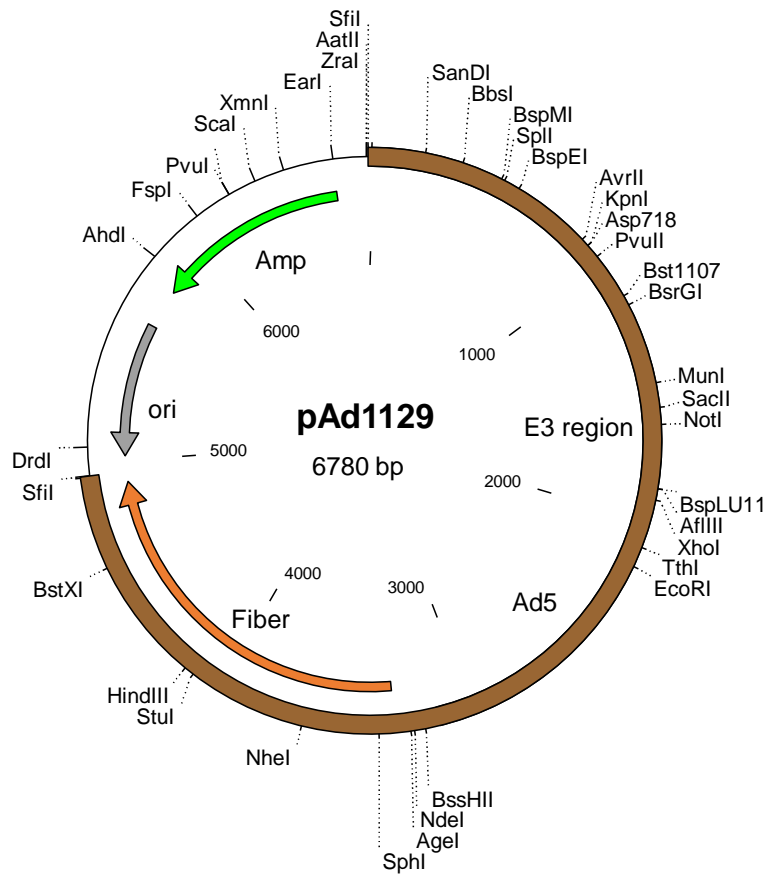 SfiI
AatII
ZraI
EarI
XmnI
ScaI
PvuI
FspI
AhdI
SanDI
BbsI
BspMI
SplI
BspEI
AvrII
KpnI
Asp718
PvuII
Bst1107
BsrGI
MunI
SacII
NotI
BspLU11
AflIII
XhoI
TthI
EcoRI
BssHII
NdeI
AgeI
SphI
NheI
StuI
HindIII
BstXI
SfiI
DrdI
Amp
6000
1000
ori
pAd1129
E3 region
5000
6780 bp
2000
4000
3000
Fiber
Ad5